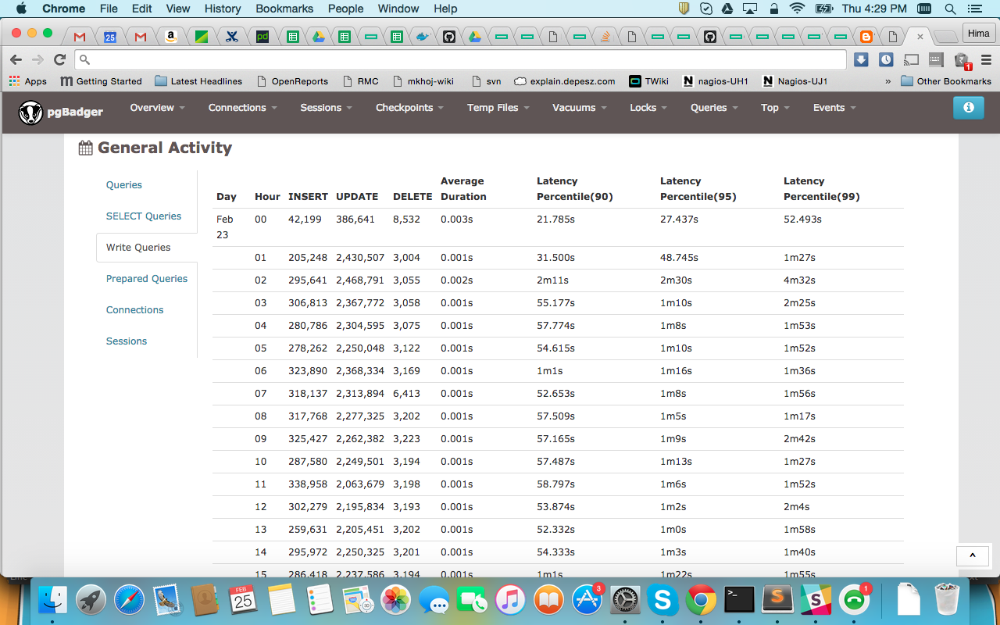 Chrome File Edit View History Bookmarks People Window Help Thu 4:29 PM
25 pd Hima
1
Apps Getting Started Latest Headlines OpenReports RMC mkhoj-wiki svn explain.depesz.com TWiki nagios-UH1 Nagios-UJ1 » Other Bookmarks
pgBadger Overview Connections Sessions Checkpoints Temp Files Vacuums Locks Queries Top Events
General Activity
Queries
SELECT Queries
Write Queries
Prepared Queries
Connections
Sessions
Day Hour INSERT UPDATE DELETE Average Duration Latency Percentile(90) Latency Percentile(95) Latency Percentile(99)
Feb 23 00 42,199 386,641 8,532 0.003s 21.785s 27.437s 52.493s
01 205,248 2,430,507 3,004 0.001s 31.500s 48.745s 1m27s
02 295,641 2,468,791 3,055 0.002s 2m11s 2m30s 4m32s
03 306,813 2,367,772 3,058 0.001s 55.177s 1m10s 2m25s
04 280,786 2,304,595 3,075 0.001s 57.774s 1m8s 1m53s
05 278,262 2,250,048 3,122 0.001s 54.615s 1m10s 1m52s
06 323,890 2,368,334 3,169 0.001s 1m1s 1m16s 1m36s
07 318,137 2,313,894 6,413 0.001s 52.653s 1m8s 1m56s
08 317,768 2,277,325 3,202 0.001s 57.509s 1m5s 1m17s
09 325,427 2,262,382 3,223 0.001s 57.165s 1m9s 2m42s
10 287,580 2,249,501 3,194 0.001s 57.487s 1m13s 1m27s
11 338,958 2,063,679 3,198 0.001s 58.797s 1m6s 1m52s
12 302,279 2,195,834 3,193 0.001s 53.874s 1m2s 2m4s
13 259,631 2,205,451 3,202 0.001s 52.332s 1m0s 1m58s
14 295,972 2,250,325 3,201 0.001s 54.333s 1m3s 1m40s
15 286,418 2,237,586 3,194 0.001s 1m1s 1m22s 1m55s
FEB 25 3 1